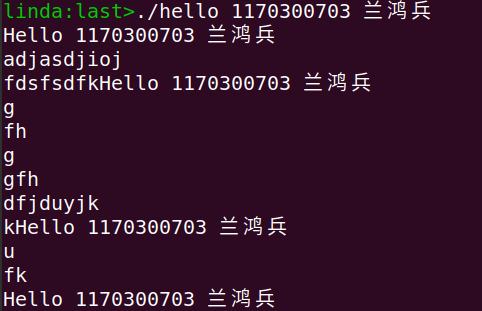 linda:last>./hello 1170300703 兰鸿兵
Hello 1170300703 兰鸿兵
adjasdjioj
fdsfsdfkHello 1170300703 兰鸿兵
g
fh
g
gfh
dfjduyjk
kHello 1170300703 兰鸿兵
u
fk
Hello 1170300703 兰鸿兵